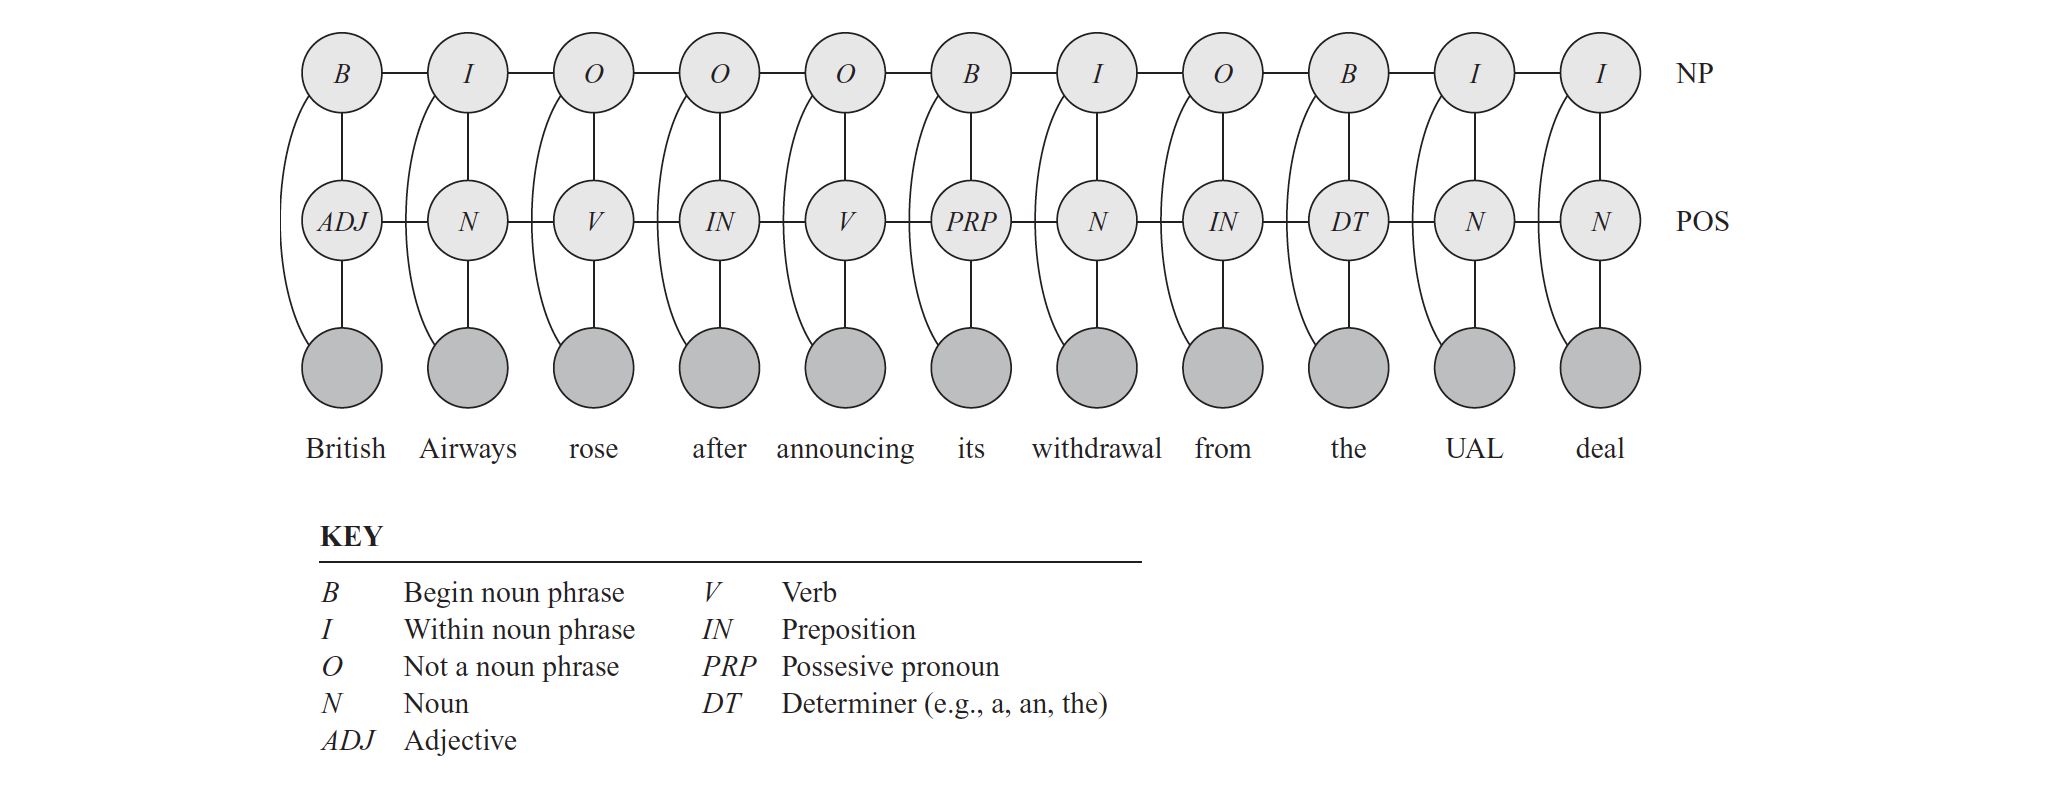 B I O O O B I O B I I NP
ADJ N V IN V PRP N IN DT N N POS
British Airways rose after announcing its withdrawal from the UAL deal
KEY
B Begin noun phrase V Verb
I Within noun phrase IN Preposition
O Not a noun phrase PRP Possesive pronoun
N Noun DT Determiner (e.g., a, an, the)
ADJ Adjective